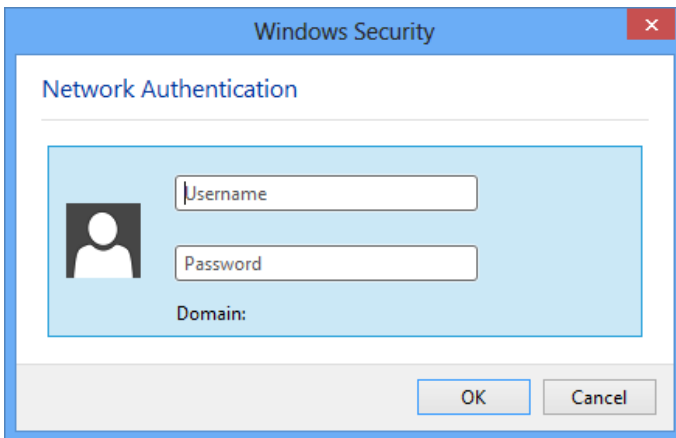 Windows Security
Network Authentication
Username
Password
Domain:
OK Cancel